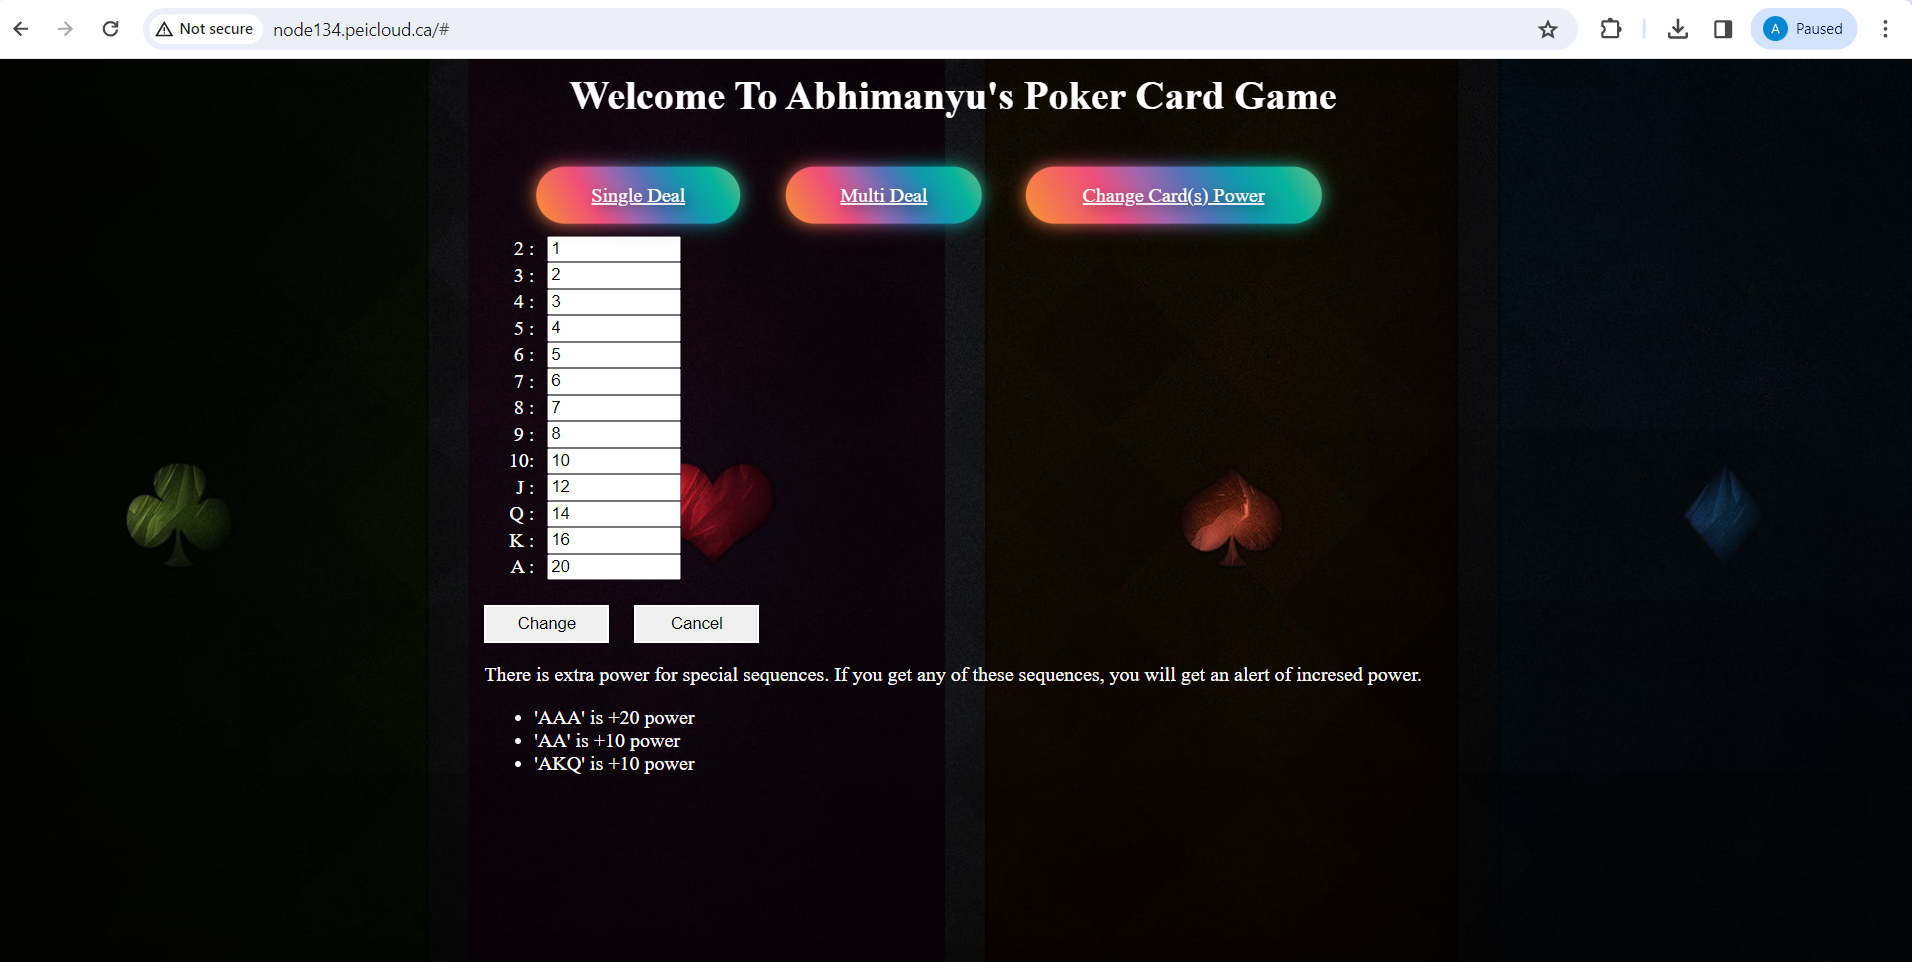 Not secure node134.peicloud.ca/# A Paused
Welcome To Abhimanyu's Poker Card Game
Single Deal Multi Deal Change Card(s) Power
2 : 1
3 : 2
4 : 3
5 : 4
6 : 5
7 : 6
8 : 7
9 : 8
10: 10
J : 12
Q : 14
K : 16
A : 20
Change Cancel
There is extra power for special sequences. If you get any of these sequences, you will get an alert of incresed power.
• 'AAA' is +20 power
• 'AA' is +10 power
• 'AKQ' is +10 power